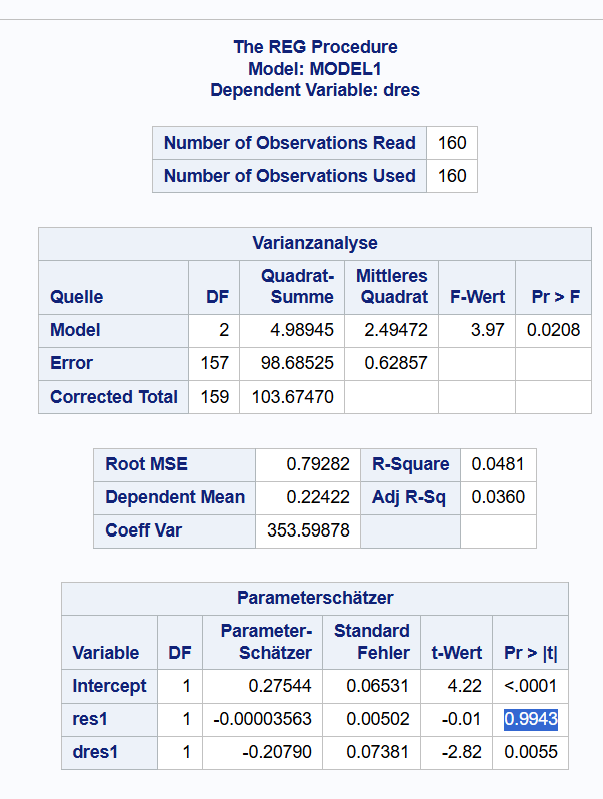 The REG Procedure
Model: MODEL1
Dependent Variable: dres
Number of Observations Read 160
Number of Observations Used 160
Varianzanalyse
Quelle DF Quadrat-Summe Mittleres Quadrat F-Wert Pr > F
Model 2 4.98945 2.49472 3.97 0.0208
Error 157 98.68525 0.62857
Corrected Total 159 103.67470
Root MSE 0.79282 R-Square 0.0481
Dependent Mean 0.22422 Adj R-Sq 0.0360
Coeff Var 353.59878
Parameterschätzer
Variable DF Parameter-Schätzer Standard Fehler t-Wert Pr > |t|
Intercept 1 0.27544 0.06531 4.22 <.0001
res1 1 -0.00003563 0.00502 -0.01 0.9943
dres1 1 -0.20790 0.07381 -2.82 0.0055